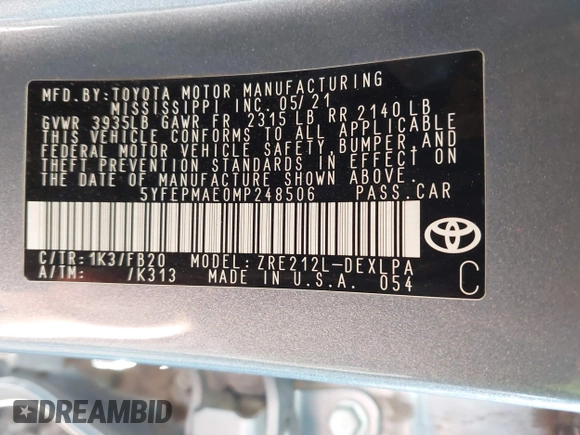 MFD.BY:TOYOTA MOTOR MANUFACTURING
MISSISSIPPI INC. 05/21
GVWR 3935LB GAWR FR 2315 LB RR 2140 LB
THIS VEHICLE CONFORMS TO ALL APPLICABLE
FEDERAL MOTOR VEHICLE SAFETY,BUMPER,AND
THEFT PREVENTION STANDARDS IN EFFECT ON
THE DATE OF MANUFACTURE SHOWN ABOVE.
5YFEPMAE0MP248506 PASS.CAR
C/TR:1K3/FB20 MODEL:ZRE212L-DEXLPA
A/TM: /K313 MADE IN U.S.A. 054
C
DREAMBID